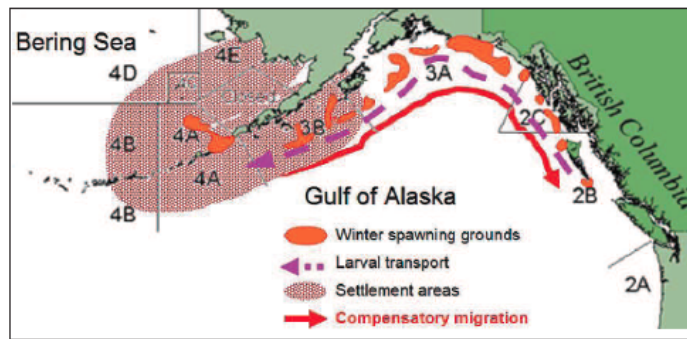 Bering Sea
4D
4E
4C
Closed
4B
4A
4A
4B
3B
3A
2C
2B
2A
British Columbia
Gulf of Alaska
Winter spawning grounds
Larval transport
Settlement areas
Compensatory migration